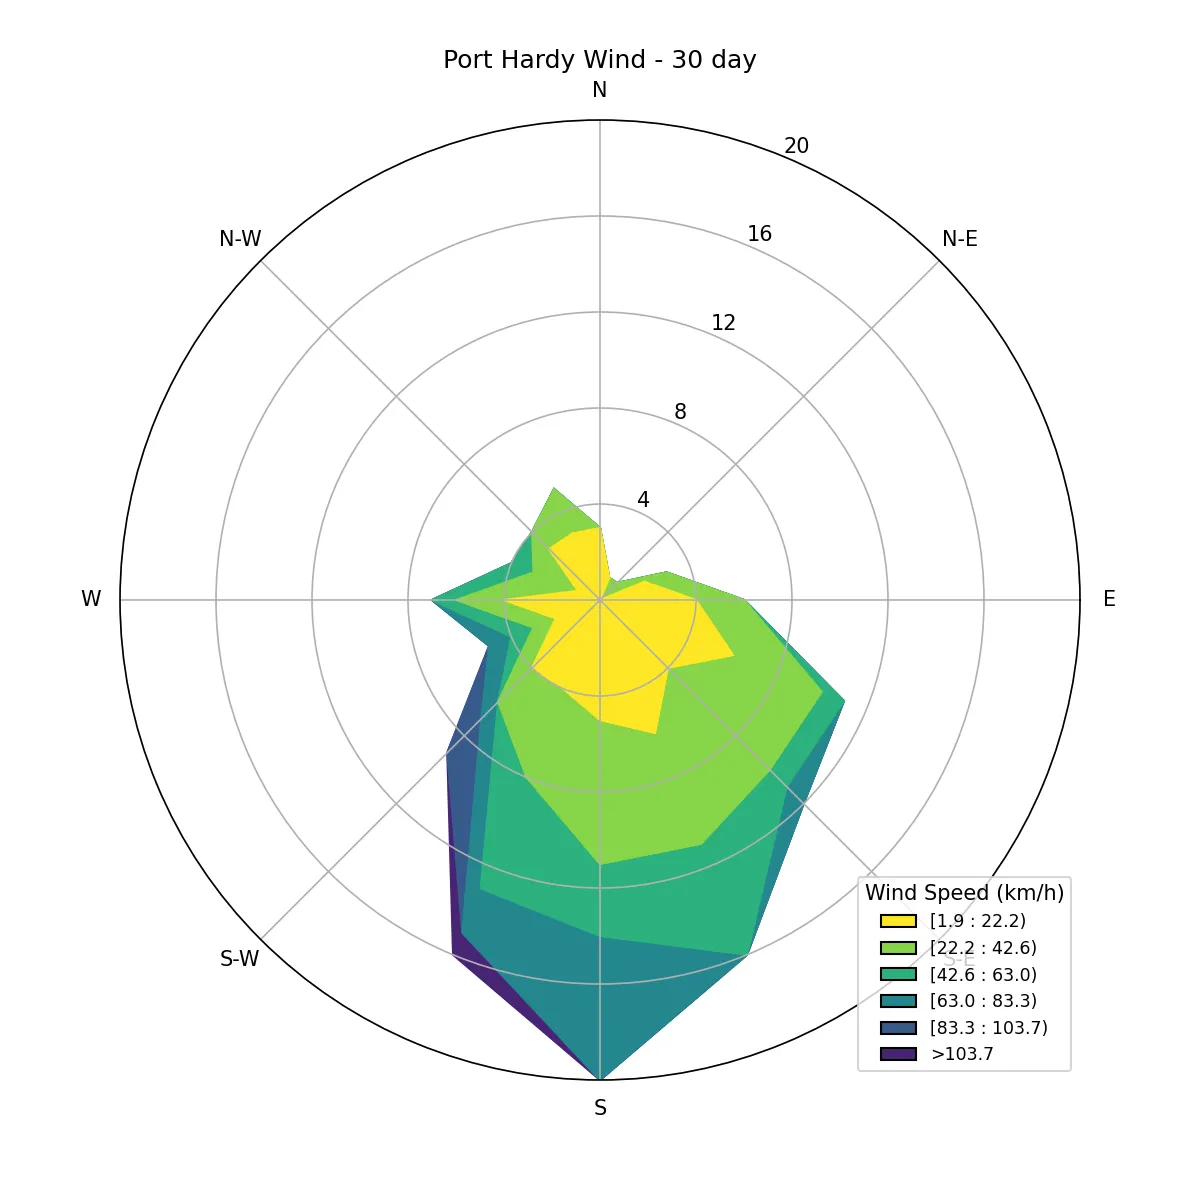 Port Hardy Wind - 30 day
N
20
N-W
16
N-E
12
8
4
W
E
Wind Speed (km/h)
[1.9 : 22.2)
[22.2 : 42.6)
S-W
S-E
[42.6 : 63.0)
[63.0 : 83.3)
[83.3 : 103.7)
>103.7
S